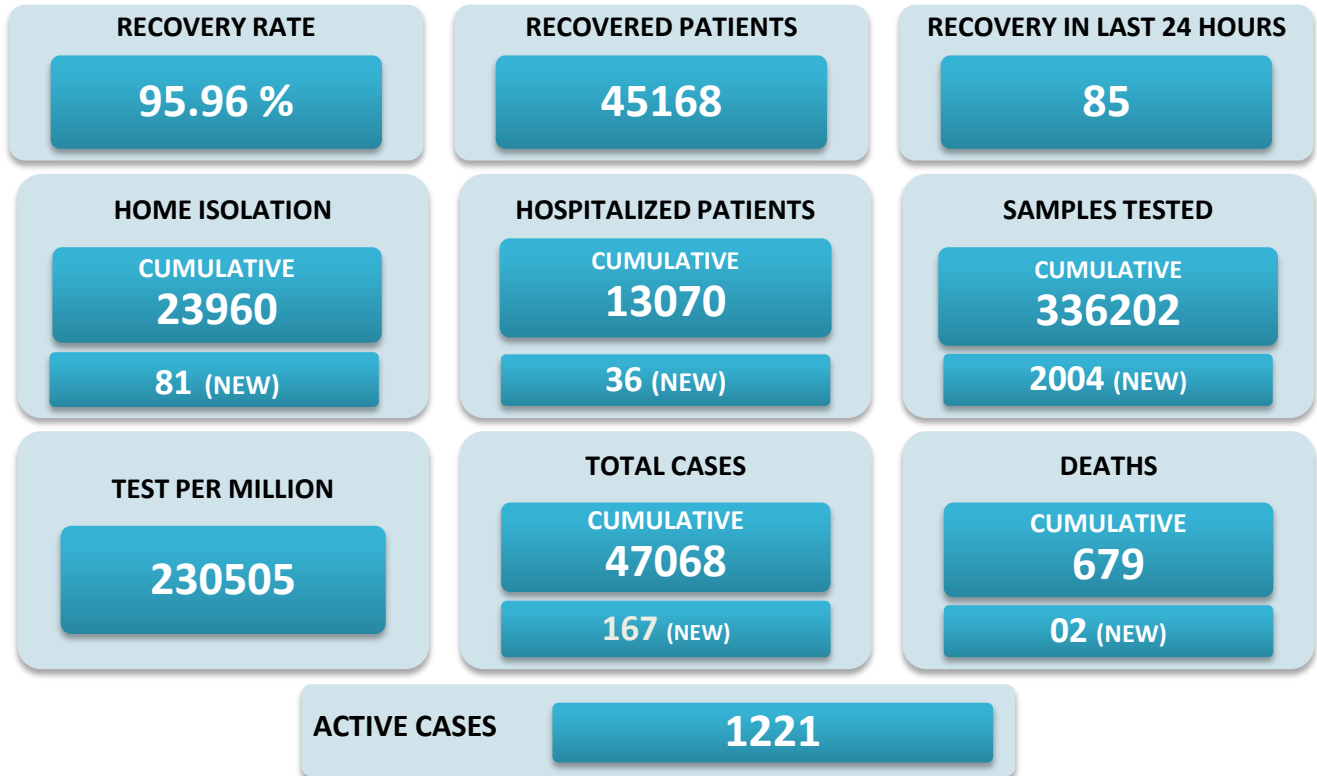 RECOVERY RATE
95.96 %
RECOVERED PATIENTS
45168
RECOVERY IN LAST 24 HOURS
85
HOME ISOLATION
CUMULATIVE
23960
81 (NEW)
HOSPITALIZED PATIENTS
CUMULATIVE
13070
36 (NEW)
SAMPLES TESTED
CUMULATIVE
336202
2004 (NEW)
TEST PER MILLION
230505
TOTAL CASES
CUMULATIVE
47068
167 (NEW)
DEATHS
CUMULATIVE
679
02 (NEW)
ACTIVE CASES
1221